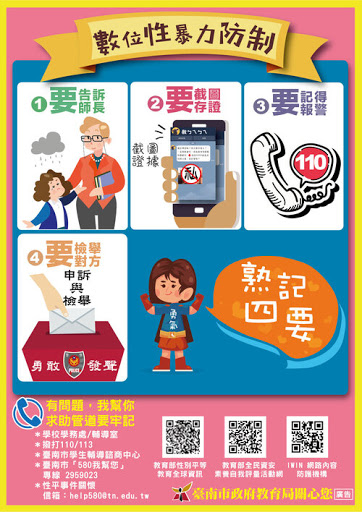 數位性暴力防制
1 要告訴師長
2 要截圖存證
3 要記得報警
截圖
證據
數ㄅㄅㄅ
私
110
4 要檢舉對方
申訴
與
檢舉
勇敢 發聲
勇氣
熟記
四要
有問題，我幫你
求助管道要牢記
*學校學務處/輔導室
*撥打110/113
*臺南市學生輔導諮商中心
*臺南市「580我幫您」
專線 2959023
*性平事件關懷
信箱：help580@tn.edu.tw
教育部性別平等
教育全球資訊
教育部全民資安
素養自我評量活動網
iWIN 網路內容
防護機構
臺南市政府教育局關心您 廣告